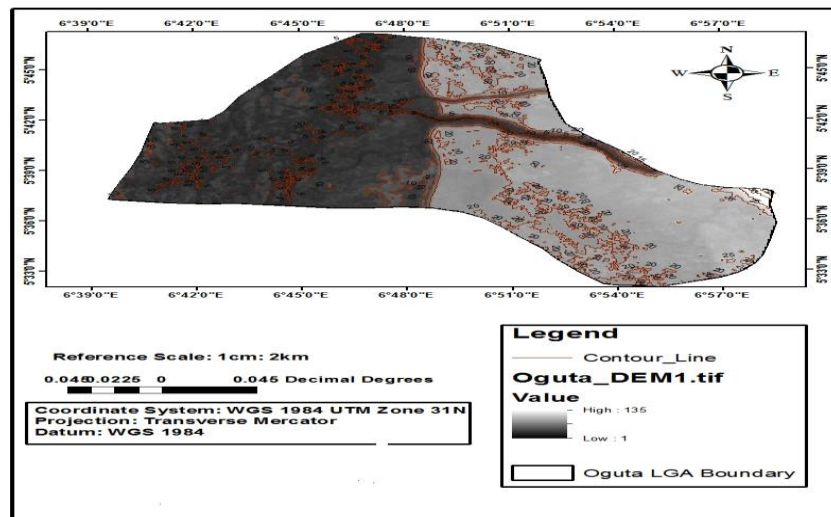 6°39'0"E 6°42'0"E 6°45'0"E 6°48'0"E 6°51'0"E 6°54'0"E 6°57'0"E
N
W E
S
5°45'0"N 5°45'0"N
5°42'0"N 5°42'0"N
5°39'0"N 5°39'0"N
5°36'0"N 5°36'0"N
5°33'0"N 5°33'0"N
6°39'0"E 6°42'0"E 6°45'0"E 6°48'0"E 6°51'0"E 6°54'0"E 6°57'0"E
Reference Scale: 1cm: 2km
0.045 0.0225 0 0.045 Decimal Degrees
Coordinate System: WGS 1984 UTM Zone 31N
Projection: Transverse Mercator
Datum: WGS 1984
Legend
Contour_Line
Oguta_DEM1.tif
Value
High : 135
Low : 1
Oguta LGA Boundary